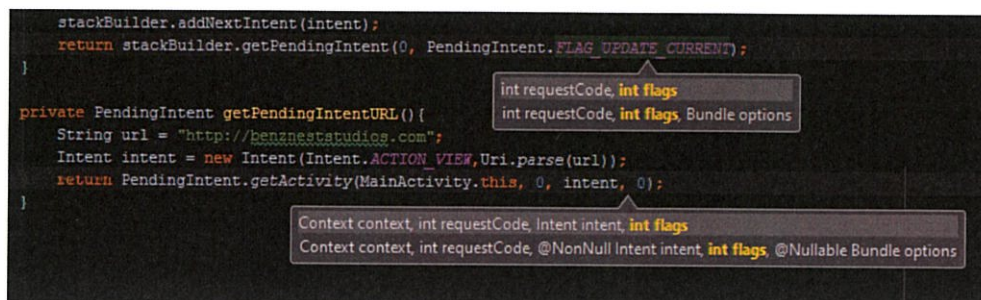 stackBuilder.addNextIntent(intent);
return stackBuilder.getPendingIntent(0, PendingIntent.FLAG_UPDATE_CURRENT);
}
int requestCode, int flags
int requestCode, int flags, Bundle options
private PendingIntent getPendingIntentURL(){
String url = "http://benzneststudios.com";
Intent intent = new Intent(Intent.ACTION_VIEW,Uri.parse(url));
return PendingIntent.getActivity(MainActivity.this, 0, intent, 0);
}
Context context, int requestCode, Intent intent, int flags
Context context, int requestCode, @NonNull Intent intent, int flags, @Nullable Bundle options